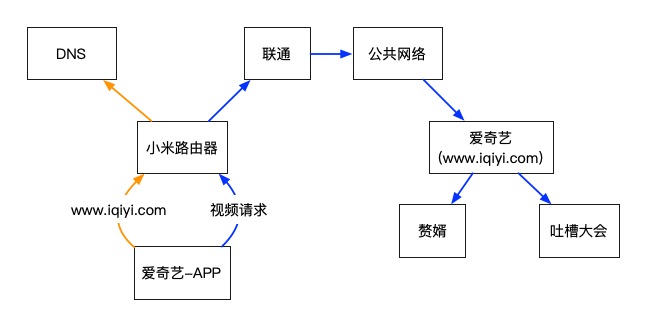 DNS
联通
公共网络
小米路由器
爱奇艺
(www.iqiyi.com)
www.iqiyi.com
视频请求
赘婿
吐槽大会
爱奇艺-APP